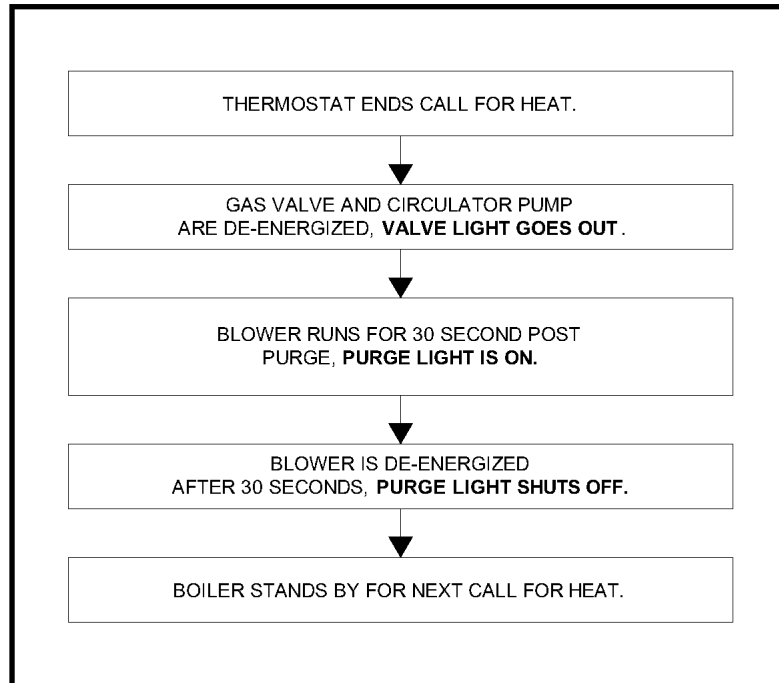 THERMOSTAT ENDS CALL FOR HEAT.
GAS VALVE AND CIRCULATOR PUMP
ARE DE-ENERGIZED, VALVE LIGHT GOES OUT .
BLOWER RUNS FOR 30 SECOND POST
PURGE, PURGE LIGHT IS ON.
BLOWER IS DE-ENERGIZED
AFTER 30 SECONDS, PURGE LIGHT SHUTS OFF.
BOILER STANDS BY FOR NEXT CALL FOR HEAT.